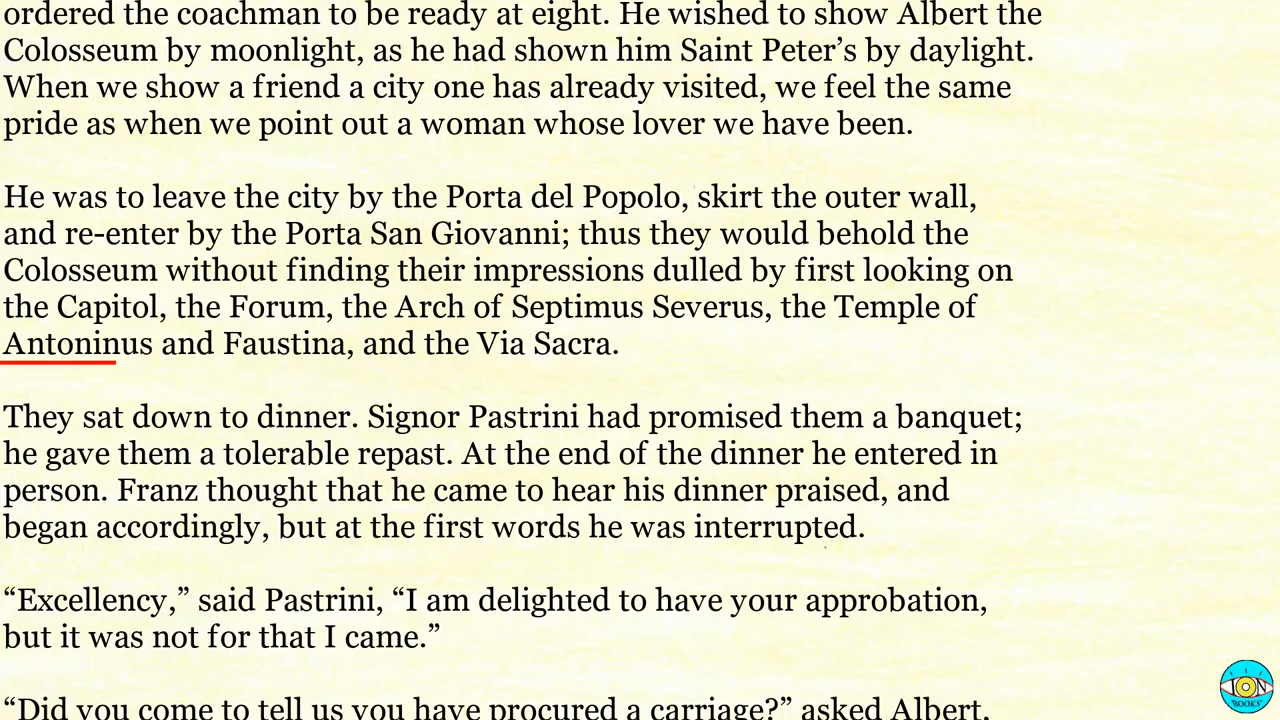 ordered the coachman to be ready at eight. He wished to show Albert the
Colosseum by moonlight, as he had shown him Saint Peter’s by daylight.
When we show a friend a city one has already visited, we feel the same
pride as when we point out a woman whose lover we have been.
He was to leave the city by the Porta del Popolo, skirt the outer wall,
and re-enter by the Porta San Giovanni; thus they would behold the
Colosseum without finding their impressions dulled by first looking on
the Capitol, the Forum, the Arch of Septimus Severus, the Temple of
Antoninus and Faustina, and the Via Sacra.
They sat down to dinner. Signor Pastrini had promised them a banquet;
he gave them a tolerable repast. At the end of the dinner he entered in
person. Franz thought that he came to hear his dinner praised, and
began accordingly, but at the first words he was interrupted.
“Excellency,” said Pastrini, “I am delighted to have your approbation,
but it was not for that I came.”
“Did you come to tell us you have procured a carriage?” asked Albert,
ION
BOOKS